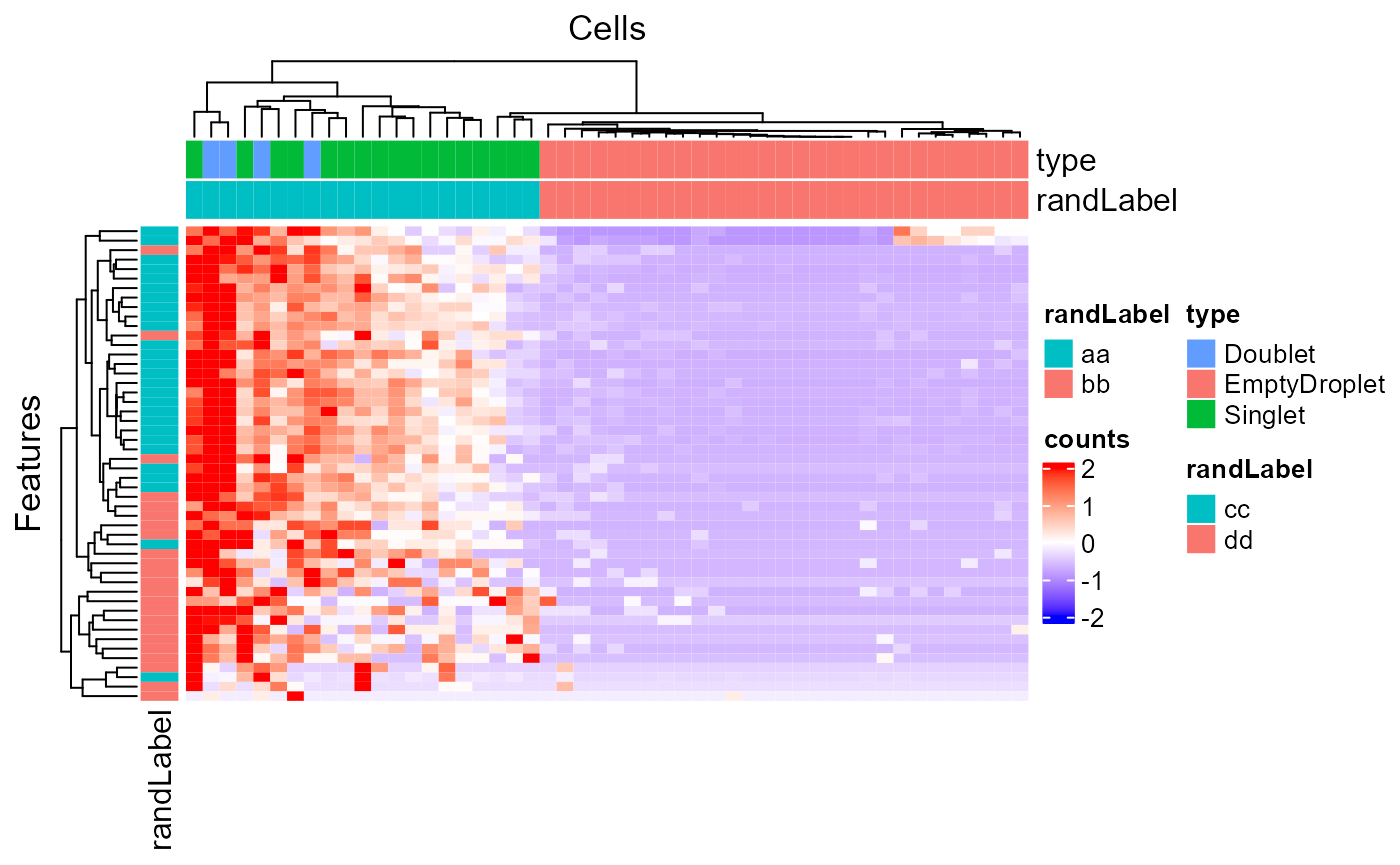 Cells
type
randLabel
Features
randLabel
randLabel
aa
bb
counts
2
1
0
-1
-2
type
Doublet
EmptyDroplet
Singlet
randLabel
cc
dd